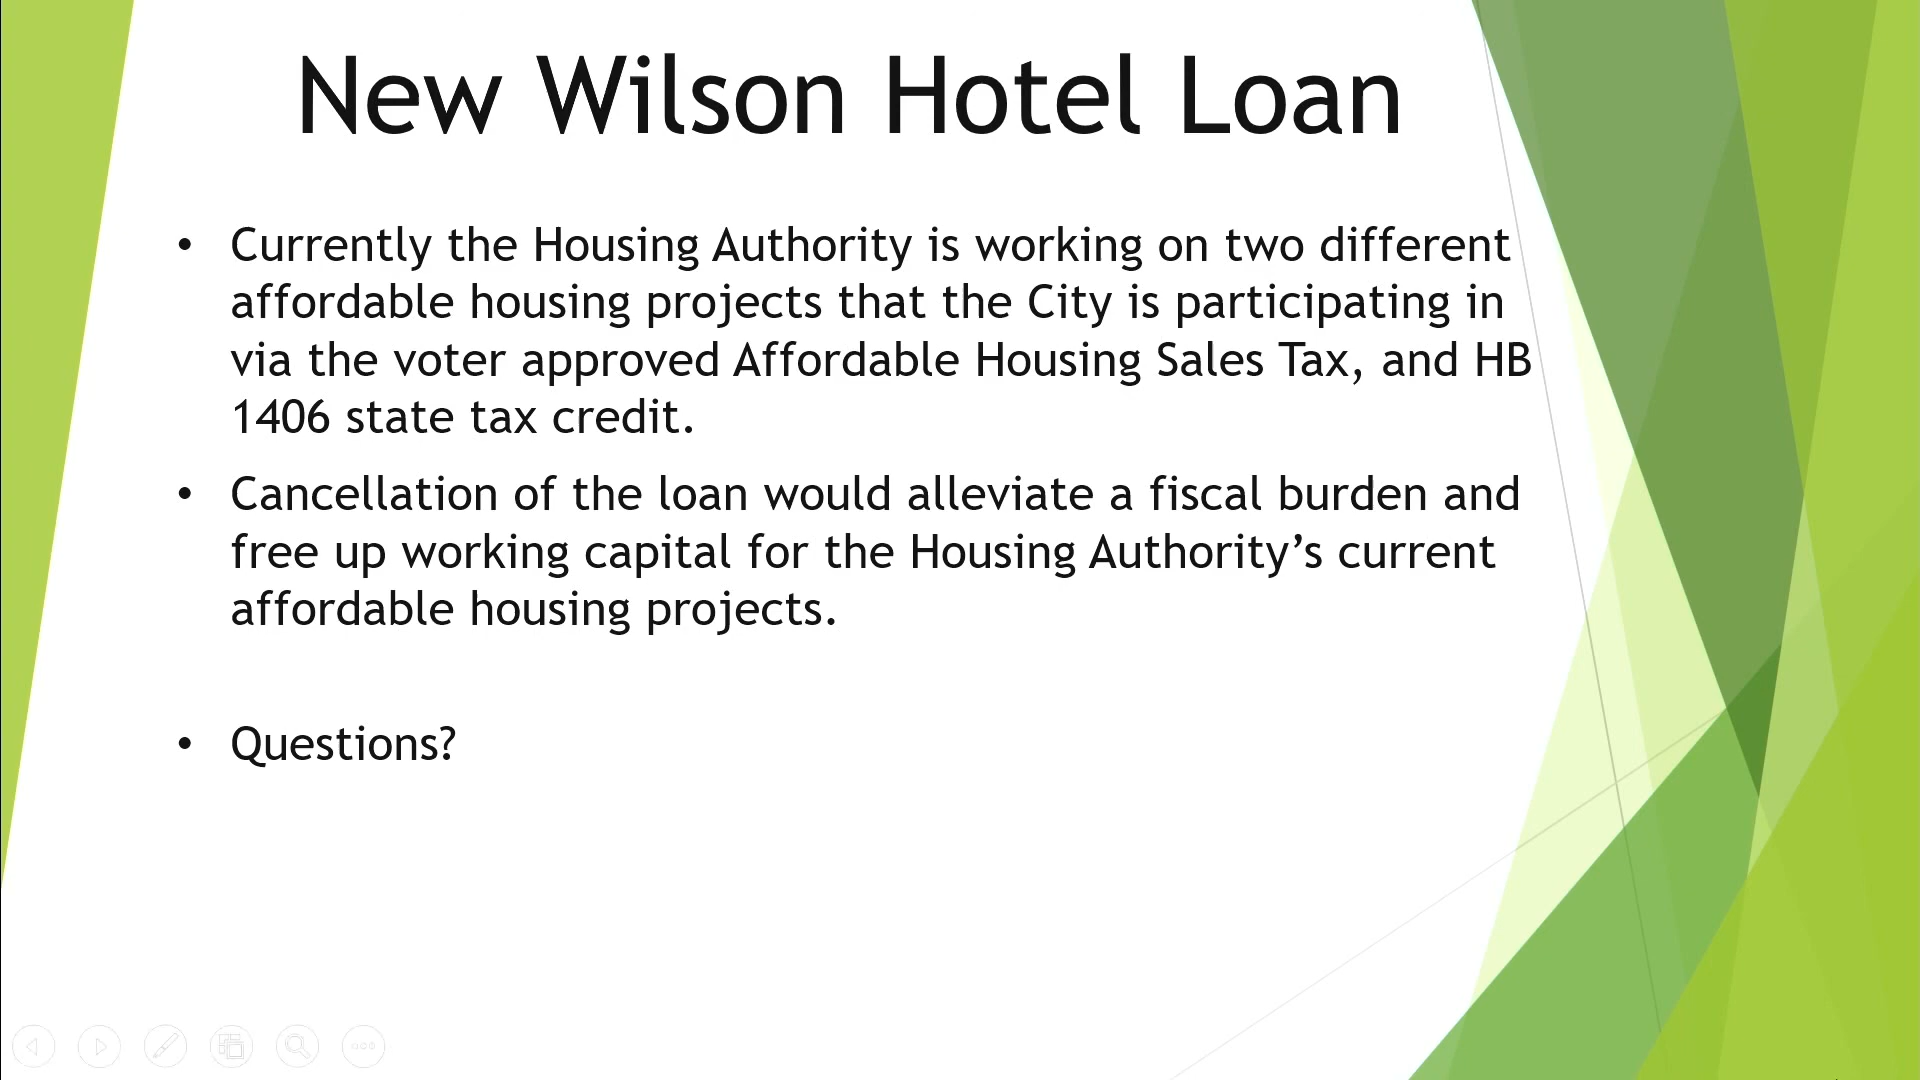 New Wilson Hotel Loan
• Currently the Housing Authority is working on two different
affordable housing projects that the City is participating in
via the voter approved Affordable Housing Sales Tax, and HB
1406 state tax credit.
• Cancellation of the loan would alleviate a fiscal burden and
free up working capital for the Housing Authority’s current
affordable housing projects.
• Questions?